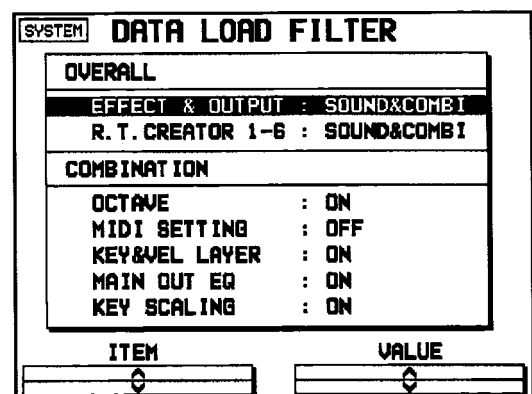 SYSTEM DATA LOAD FILTER
OVERALL
EFFECT & OUTPUT : SOUND&COMBI
R.T.CREATOR 1-6 : SOUND&COMBI
COMBINATION
OCTAVE : ON
MIDI SETTING : OFF
KEY&VEL LAYER : ON
MAIN OUT EQ : ON
KEY SCALING : ON
ITEM VALUE